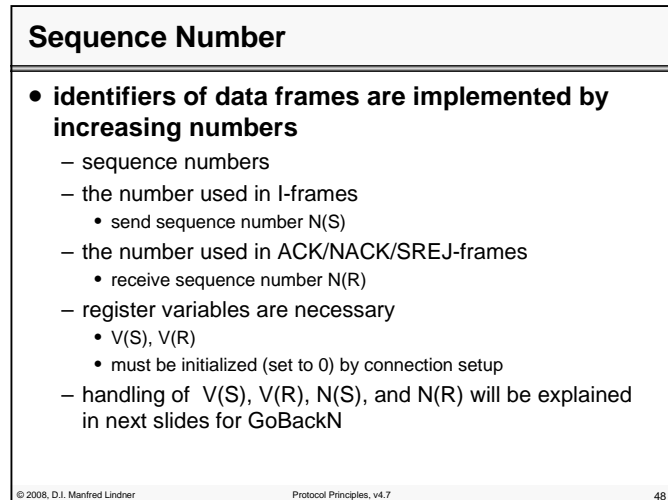 Sequence Number
• identifiers of data frames are implemented by
increasing numbers
– sequence numbers
– the number used in I-frames
• send sequence number N(S)
– the number used in ACK/NACK/SREJ-frames
• receive sequence number N(R)
– register variables are necessary
• V(S), V(R)
• must be initialized (set to 0) by connection setup
– handling of V(S), V(R), N(S), and N(R) will be explained
in next slides for GoBackN
© 2008, D.I. Manfred Lindner Protocol Principles, v4.7 48